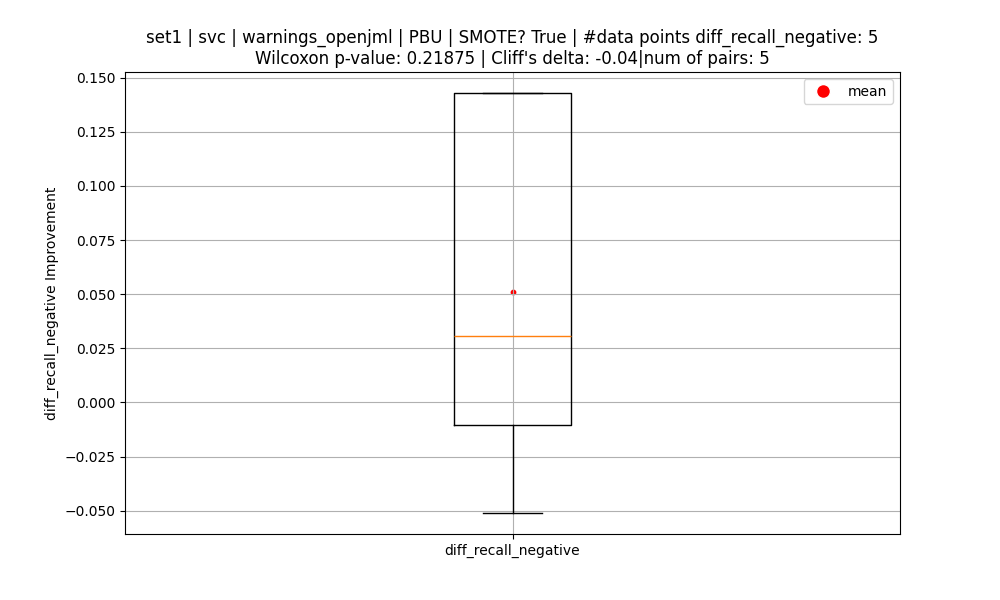 set1 | svc | warnings_openjml | PBU | SMOTE? True | #data points diff_recall_negative: 5
Wilcoxon p-value: 0.21875 | Cliff's delta: -0.04|num of pairs: 5
mean
diff_recall_negative Improvement
0.150
0.125
0.100
0.075
0.050
0.025
0.000
−0.025
−0.050
diff_recall_negative